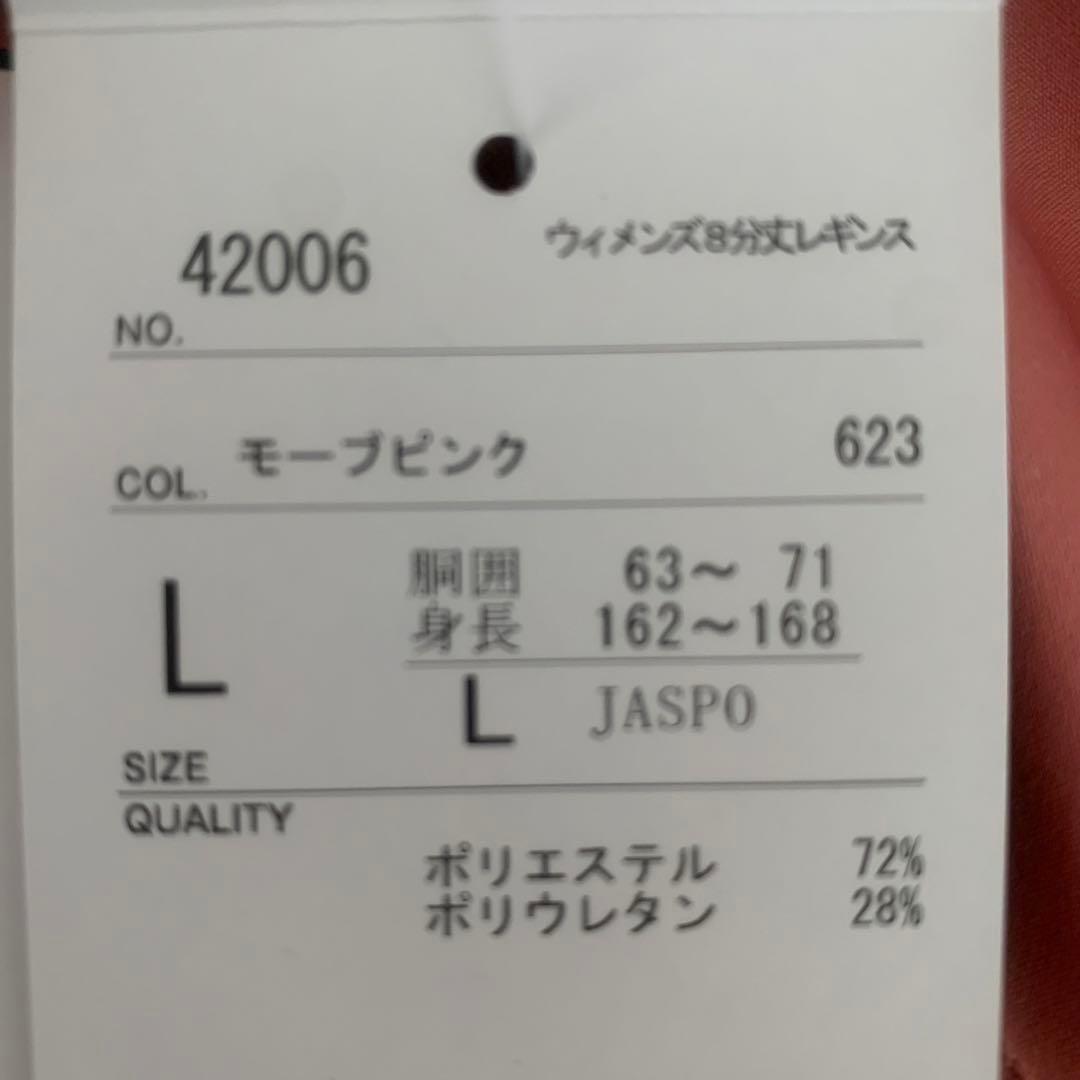 42006 ウィメンズ8分丈レギンス
NO.
COL. モーブピンク 623
胴囲 63～ 71
L 身長 162～168
L JASPO
SIZE
QUALITY
ポリエステル 72%
ポリウレタン 28%